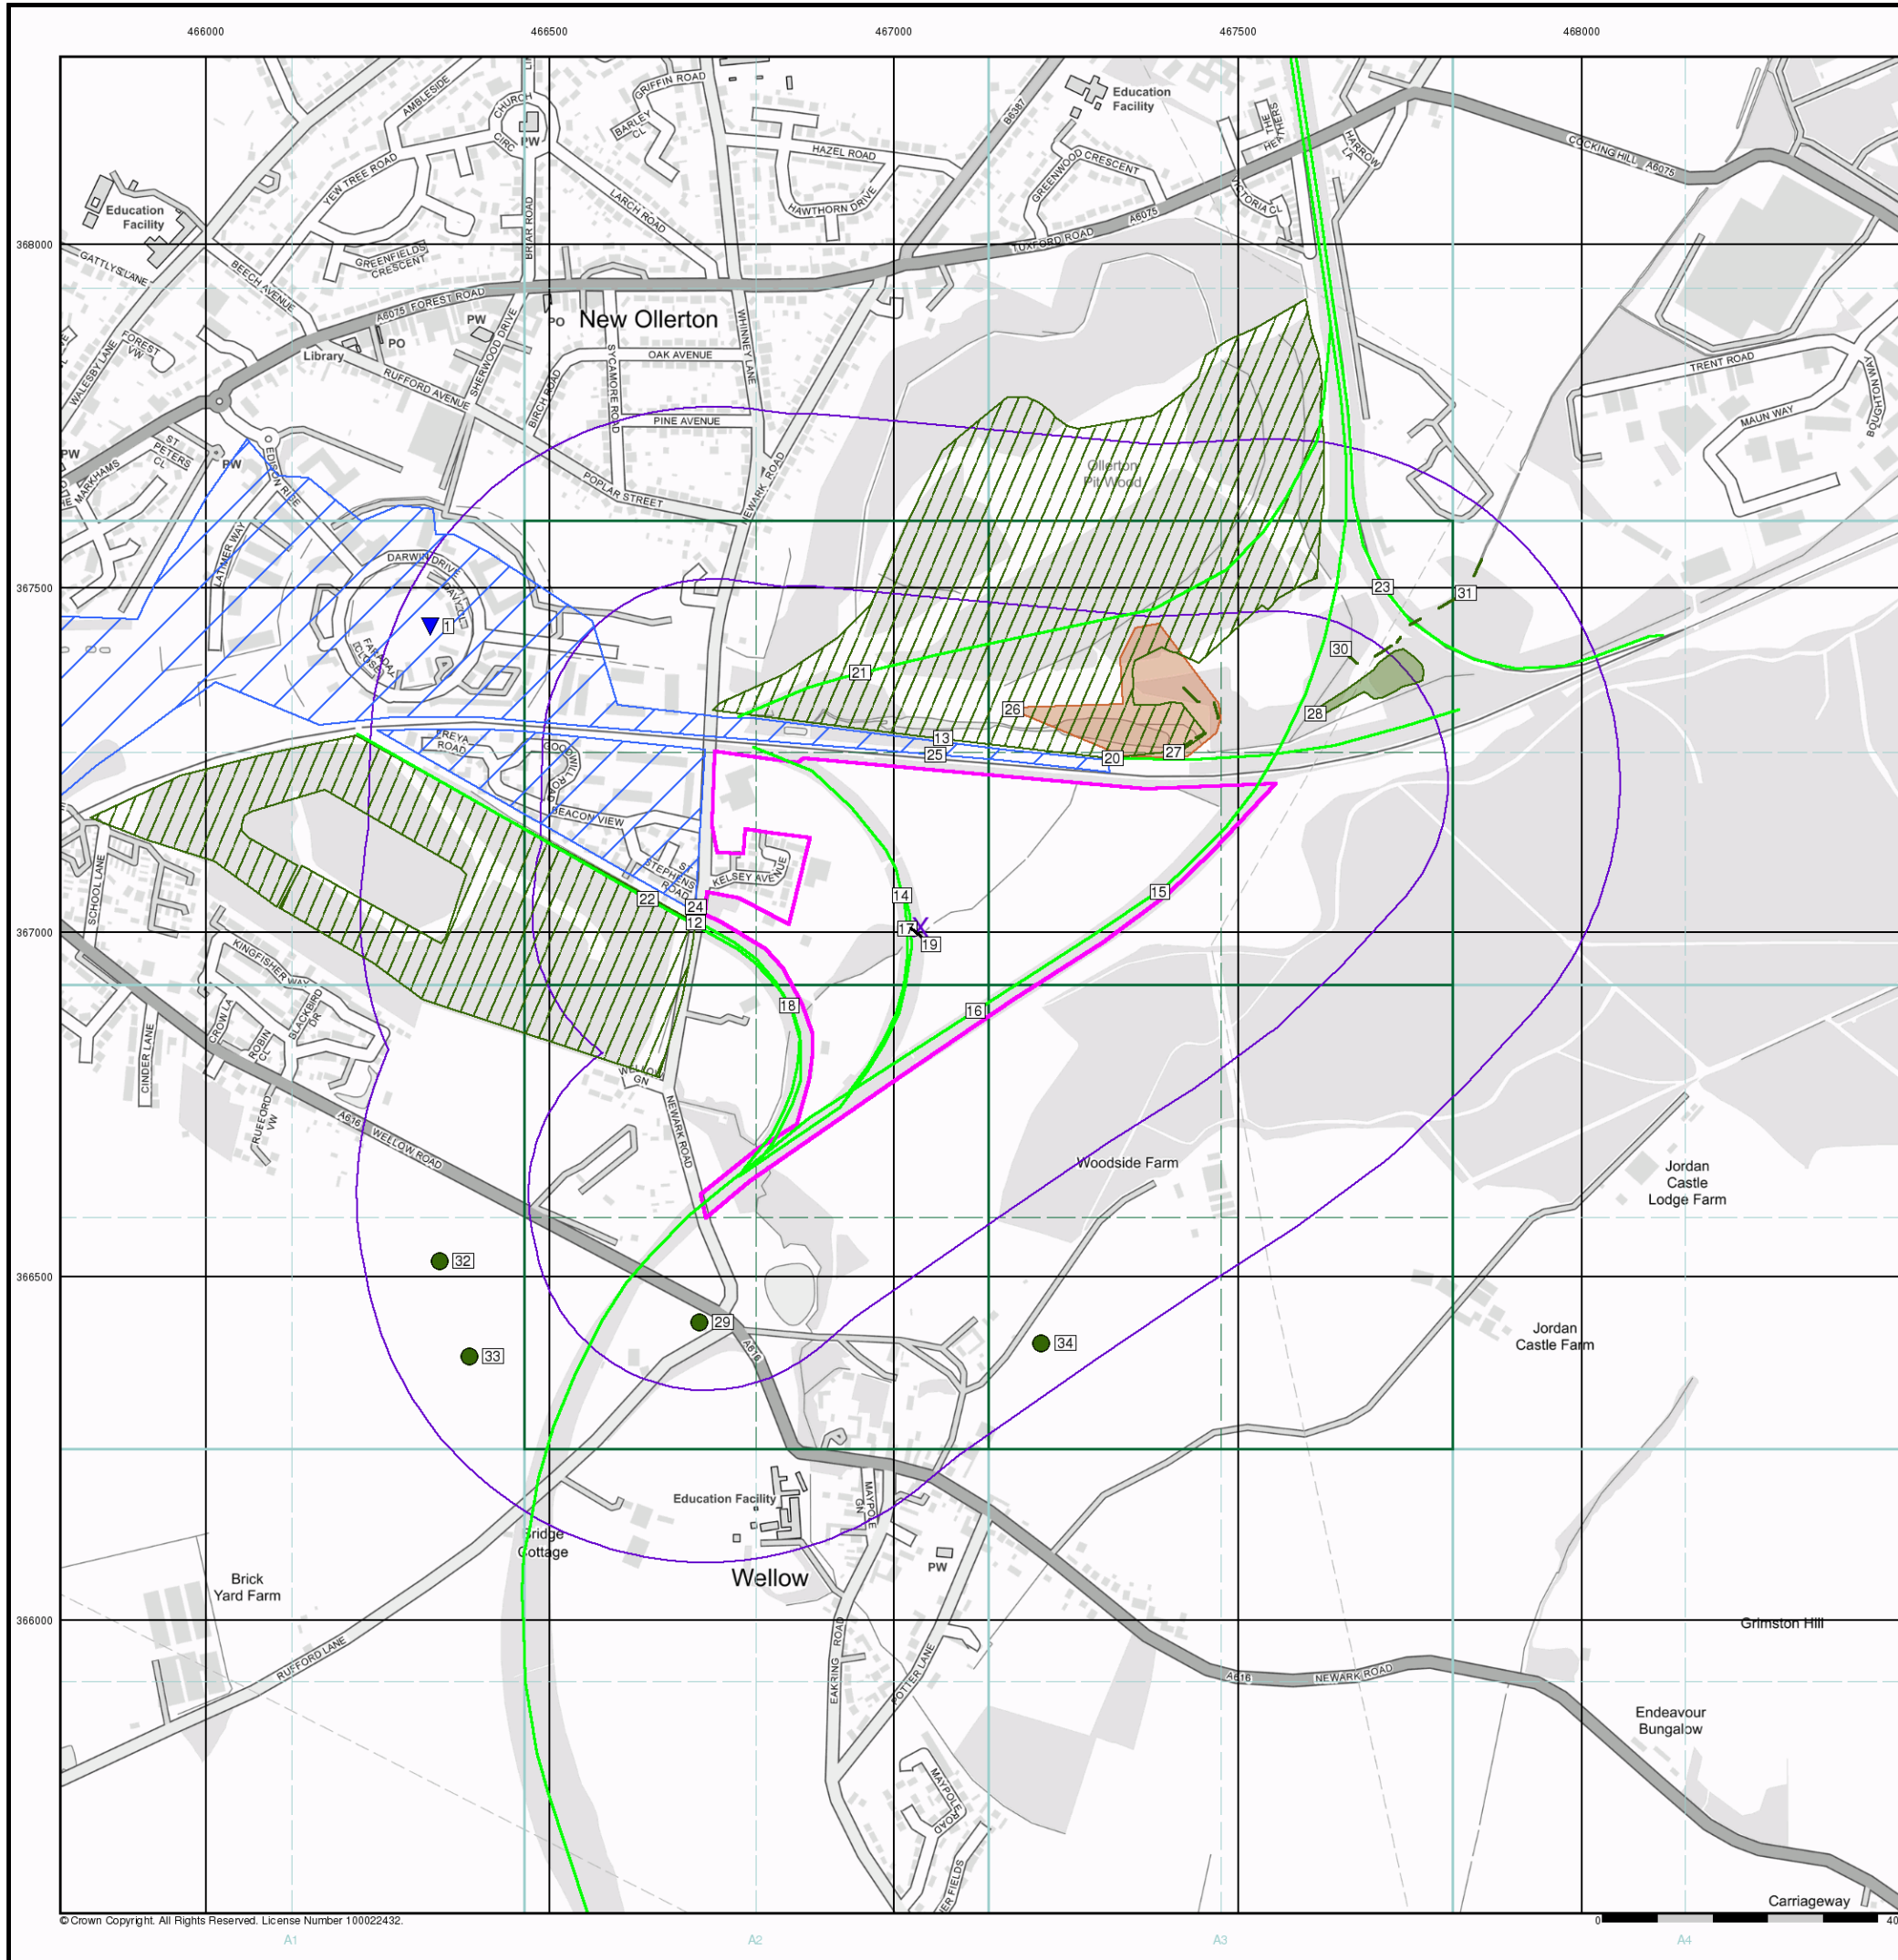 466000
466500
467000
467500
468000
GRIFFIN ROAD
AMBLESIDE
CHURCH
CIRC
PW
BARLEY
CL
B6387
Education
Facility
THE
HEATHERS
HARROW
LA
COCKING HILL A6075
HAZEL ROAD
YEW TREE ROAD
LARCH ROAD
HAWTHORN DRIVE
GREENWOOD CRESCENT
VICTORIA CL
Education
Facility
BRIAR ROAD
A6075
TUXFORD ROAD
368000
GATTLYS LANE
BEECH AVENUE
GREENFIELDS
CRESCENT
A6075 FOREST ROAD
PW
PO
New Ollerton
WHINNEY LANE
FOREST
VW
Library
PO
SHERWOOD DRIVE
WALESBY LANE
RUFFORD AVENUE
BIRCH ROAD
SYCAMORE ROAD
OAK AVENUE
TRENT ROAD
BOUGHTON WAY
MAUN WAY
PINE AVENUE
PW
MARKHAMS
ST
PETERS
CL
PW
EDISON RISE
POPLAR STREET
NEWARK ROAD
Ollerton
Pit Wood
LATIMER WAY
DARWIN DRIVE
DAVY CL
367500
23
31
1
FARADAY
CLOSE
30
21
26
28
FREYA
ROAD
GOODWILL
ROAD
13
25
20
27
BEACON VIEW
ST
STEPHENS
ROAD
KELSEY AVENUE
SCHOOL LANE
22
24
12
14
15
367000
17
19
KINGFISHER WAY
CROW LA
ROBIN
CL
BLACKBIRD
DR
CINDER LANE
18
16
WELLOW
GN
RUFFORD
VW
A616
WELLOW ROAD
NEWARK ROAD
Woodside Farm
Jordan
Castle
Lodge Farm
366500
32
29
33
34
A616
Jordan
Castle Farm
Education Facility
MAYPOLE
GN
Bridge
Cottage
PW
Wellow
Brick
Yard Farm
366000
Grimston Hill
RUFFORD LANE
EAKRING ROAD
POTTER LANE
A616
NEWARK ROAD
Endeavour
Bungalow
MAYPOLE
ROAD
Carriageway
© Crown Copyright. All Rights Reserved. License Number 100022432.
0
A1
A2
A3
A4